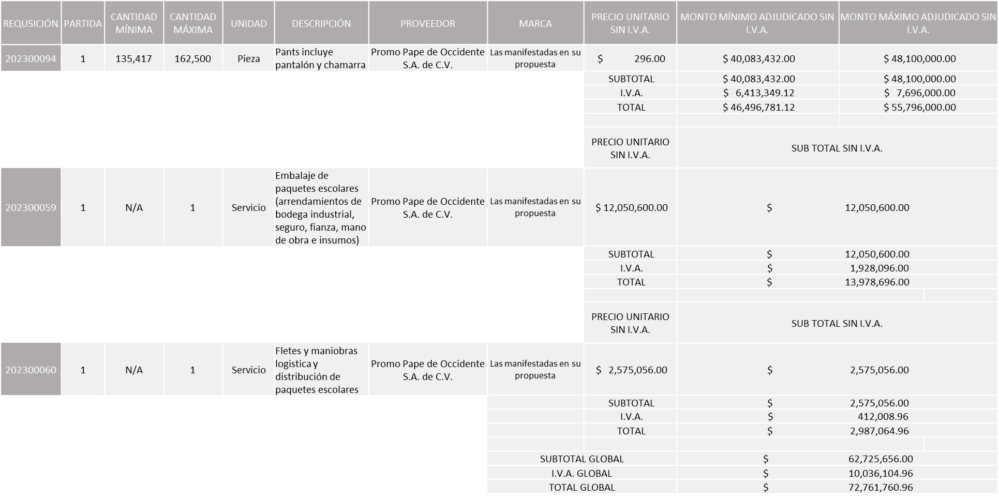 REQUSICIÓN PARTIDA CANTIDAD MÍNIMA CANTIDAD MÁXIMA UNIDAD DESCRIPCIÓN PROVEEDOR MARCA PRECIO UNITARIO SIN I.V.A. MONTO MÍNIMO ADJUDICADO SIN I.V.A. MONTO MÁXIMO ADJUDICADO SIN I.V.A.
202300094 1 135,417 162,500 Pieza Pants incluye pantalón y chamarra Promo Pape de Occidente S.A. de C.V. Las manifestadas en su propuesta $ 296.00 $ 40,083,432.00 $ 48,100,000.00
SUBTOTAL $ 40,083,432.00 $ 48,100,000.00
I.V.A. $ 6,413,349.12 $ 7,696,000.00
TOTAL $ 46,496,781.12 $ 55,796,000.00
PRECIO UNITARIO SIN I.V.A. SUB TOTAL SIN I.V.A.
202300059 1 N/A 1 Servicio Embalaje de paquetes escolares (arrendamientos de bodega industrial, seguro, fianza, mano de obra e insumos) Promo Pape de Occidente S.A. de C.V. Las manifestadas en su propuesta $ 12,050,600.00 $ 12,050,600.00
SUBTOTAL $ 12,050,600.00
I.V.A. $ 1,928,096.00
TOTAL $ 13,978,696.00
PRECIO UNITARIO SIN I.V.A. SUB TOTAL SIN I.V.A.
202300060 1 N/A 1 Servicio Fletes y maniobras logistica y distribución de paquetes escolares Promo Pape de Occidente S.A. de C.V. Las manifestadas en su propuesta $ 2,575,056.00 $ 2,575,056.00
SUBTOTAL $ 2,575,056.00
I.V.A. $ 412,008.96
TOTAL $ 2,987,064.96
SUBTOTAL GLOBAL $ 62,725,656.00
I.V.A. GLOBAL $ 10,036,104.96
TOTAL GLOBAL $ 72,761,760.96